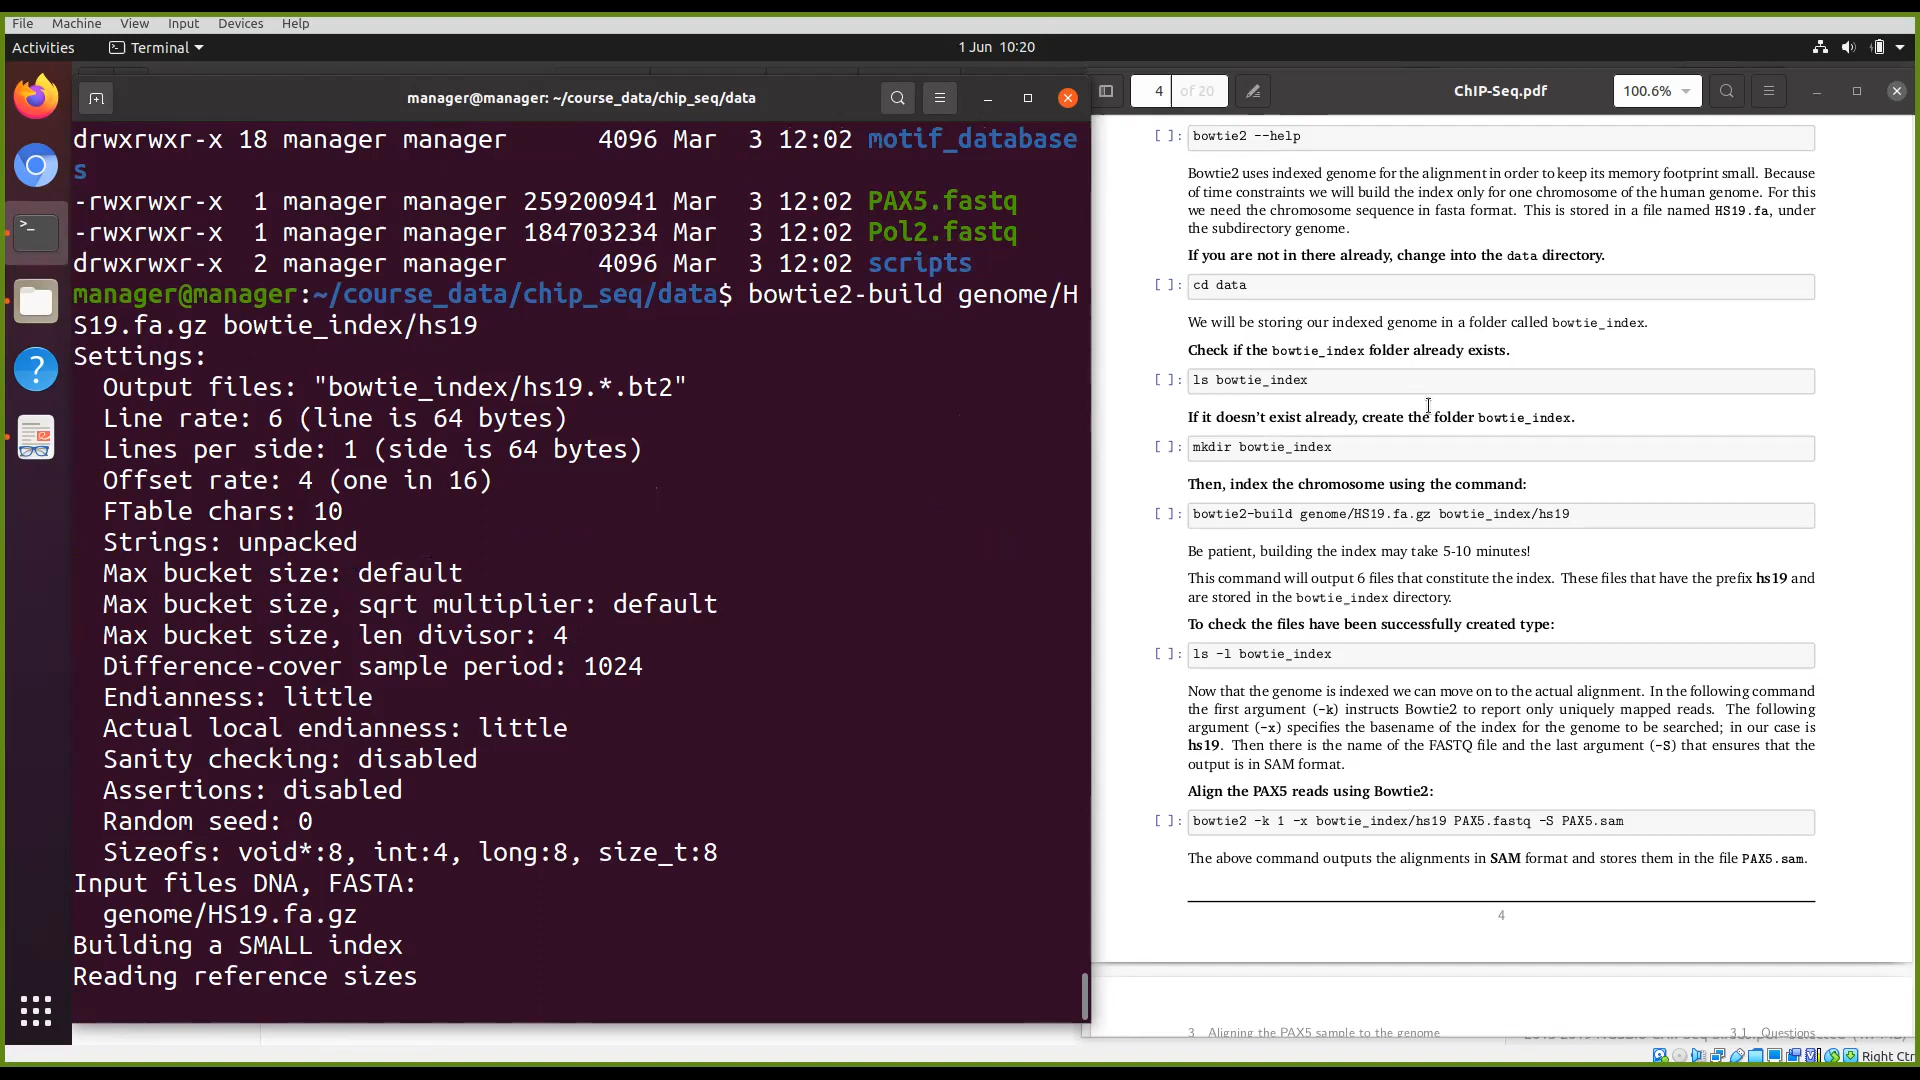 File Machine View Input Devices Help
Activities Terminal 1 Jun 10:20
manager@manager: ~/course_data/chip_seq/data
drwxrwxr-x 18 manager manager 4096 Mar 3 12:02 motif_database
s
-rwxrwxr-x 1 manager manager 259200941 Mar 3 12:02 PAX5.fastq
-rwxrwxr-x 1 manager manager 184703234 Mar 3 12:02 Pol2.fastq
drwxrwxr-x 2 manager manager 4096 Mar 3 12:02 scripts
manager@manager:~/course_data/chip_seq/data$ bowtie2-build genome/H
S19.fa.gz bowtie_index/hs19
Settings:
Output files: "bowtie_index/hs19.*.bt2"
Line rate: 6 (line is 64 bytes)
Lines per side: 1 (side is 64 bytes)
Offset rate: 4 (one in 16)
FTable chars: 10
Strings: unpacked
Max bucket size: default
Max bucket size, sqrt multiplier: default
Max bucket size, len divisor: 4
Difference-cover sample period: 1024
Endianness: little
Actual local endianness: little
Sanity checking: disabled
Assertions: disabled
Random seed: 0
Sizeofs: void*:8, int:4, long:8, size_t:8
Input files DNA, FASTA:
genome/HS19.fa.gz
Building a SMALL index
Reading reference sizes
4 of 20 ChIP-Seq.pdf 100.6%
[ ]: bowtie2 --help
Bowtie2 uses indexed genome for the alignment in order to keep its memory footprint small. Because
of time constraints we will build the index only for one chromosome of the human genome. For this
we need the chromosome sequence in fasta format. This is stored in a file named HS19.fa, under
the subdirectory genome.
If you are not in there already, change into the data directory.
[ ]: cd data
We will be storing our indexed genome in a folder called bowtie_index.
Check if the bowtie_index folder already exists.
[ ]: ls bowtie_index
If it doesn't exist already, create the folder bowtie_index.
[ ]: mkdir bowtie_index
Then, index the chromosome using the command:
[ ]: bowtie2-build genome/HS19.fa.gz bowtie_index/hs19
Be patient, building the index may take 5-10 minutes!
This command will output 6 files that constitute the index. These files that have the prefix hs19 and
are stored in the bowtie_index directory.
To check the files have been successfully created type:
[ ]: ls -l bowtie_index
Now that the genome is indexed we can move on to the actual alignment. In the following command
the first argument (-k) instructs Bowtie2 to report only uniquely mapped reads. The following
argument (-x) specifies the basename of the index for the genome to be searched; in our case is
hs19. Then there is the name of the FASTQ file and the last argument (-S) that ensures that the
output is in SAM format.
Align the PAX5 reads using Bowtie2:
[ ]: bowtie2 -k 1 -x bowtie_index/hs19 PAX5.fastq -S PAX5.sam
The above command outputs the alignments in SAM format and stores them in the file PAX5.sam.
4
3 Aligning the PAX5 sample to the genome 3.1 Questions
Right Ctr